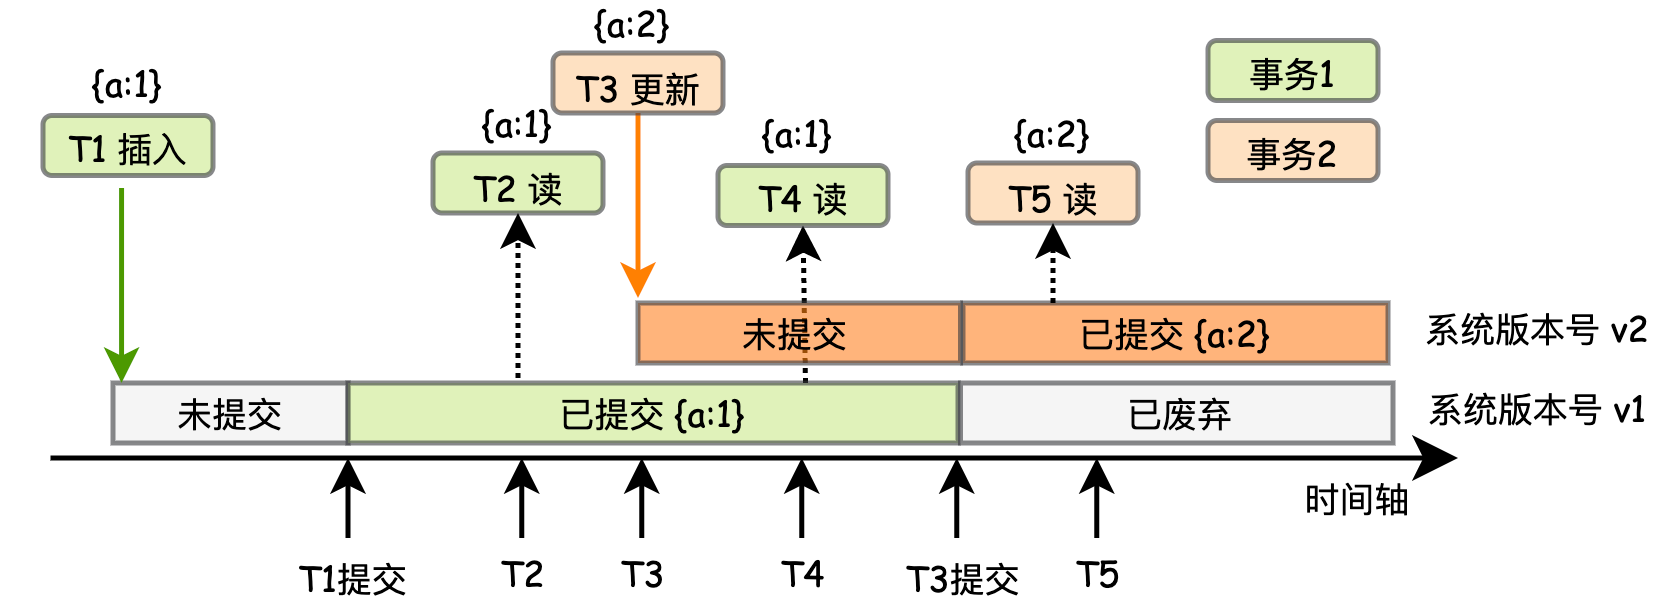 {a:1}
T1 插入
{a:1}
T2 读
{a:2}
T3 更新
{a:1}
T4 读
{a:2}
T5 读
事务1
事务2
未提交
已提交 {a:2}
系统版本号 v2
未提交
已提交 {a:1}
已废弃
系统版本号 v1
时间轴
T1提交
T2
T3
T4
T3提交
T5